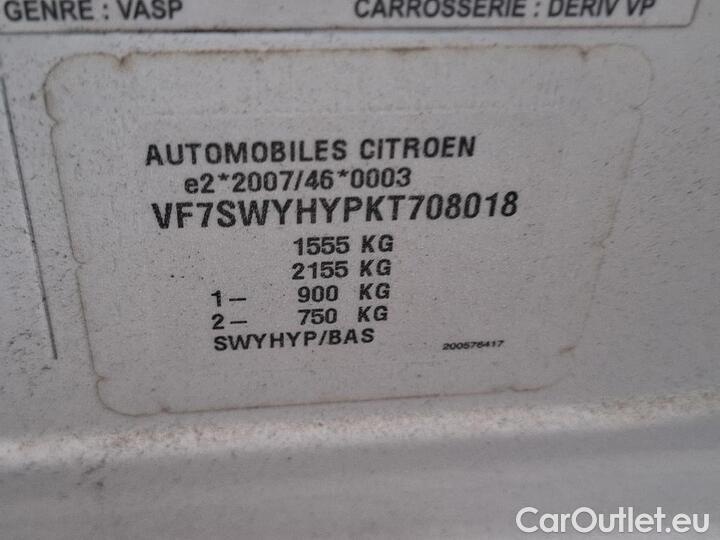 GENRE : VASP CARROSSERIE : DERIV VP
AUTOMOBILES CITROEN
e2*2007/46*0003
VF7SWYHYPKT708018
1555 KG
2155 KG
1– 900 KG
2– 750 KG
SWYHYP/BAS 200576417
CarOutlet.eu